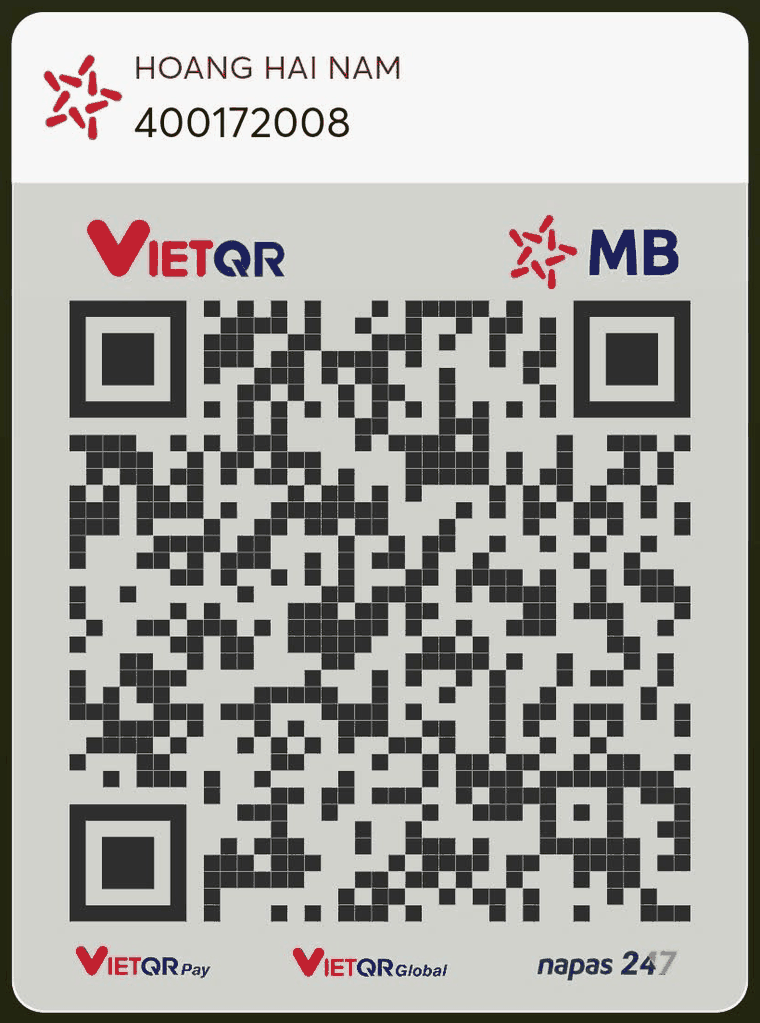 HOANG HAI NAM
400172008
VIETQR
MB
VIETQR Pay
VIETQR Global
napas 247